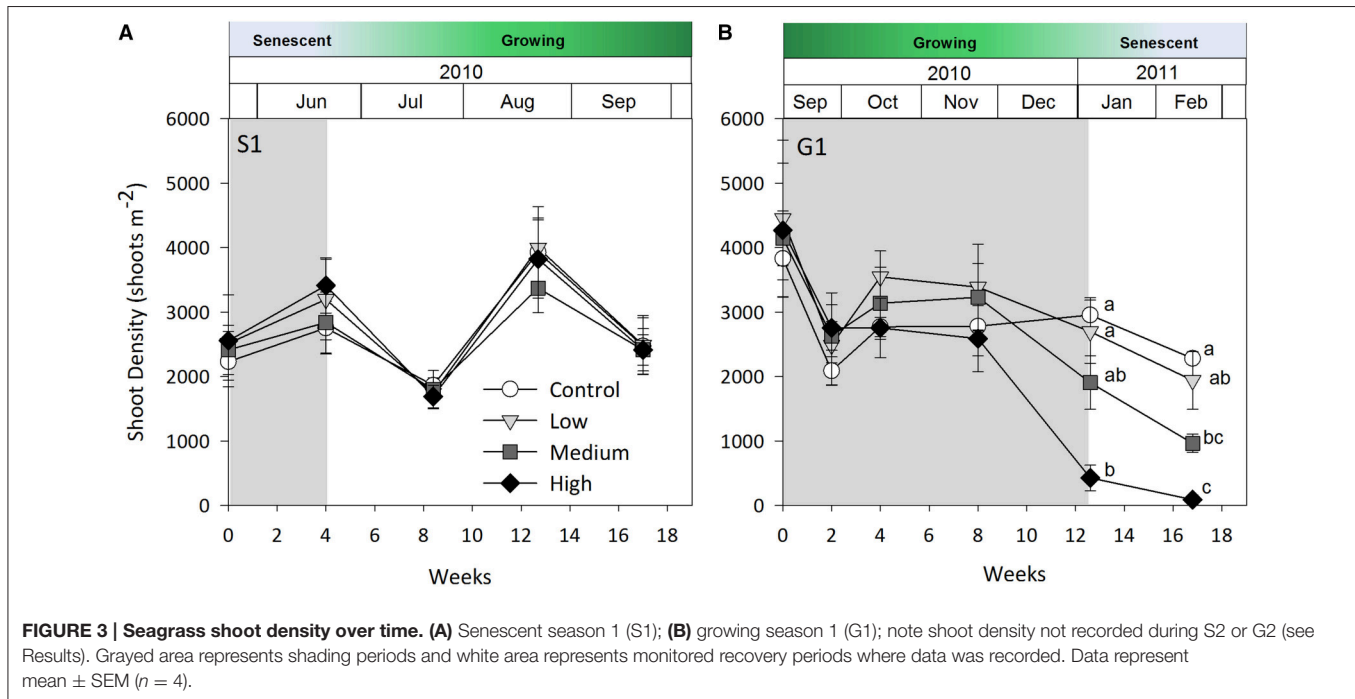 A
Senescent Growing
2010
Jun Jul Aug Sep
6000
5000
4000
3000
2000
1000
0
Shoot Density (shoots m⁻²)
S1
Control
Low
Medium
High
0 2 4 6 8 10 12 14 16 18
Weeks
B
Growing Senescent
2010 2011
Sep Oct Nov Dec Jan Feb
6000
5000
4000
3000
2000
1000
0
G1
a
a
a
ab
ab
bc
b
c
0 2 4 6 8 10 12 14 16 18
Weeks
FIGURE 3 | Seagrass shoot density over time. (A) Senescent season 1 (S1); (B) growing season 1 (G1); note shoot density not recorded during S2 or G2 (see
Results). Grayed area represents shading periods and white area represents monitored recovery periods where data was recorded. Data represent
mean ± SEM (n = 4).